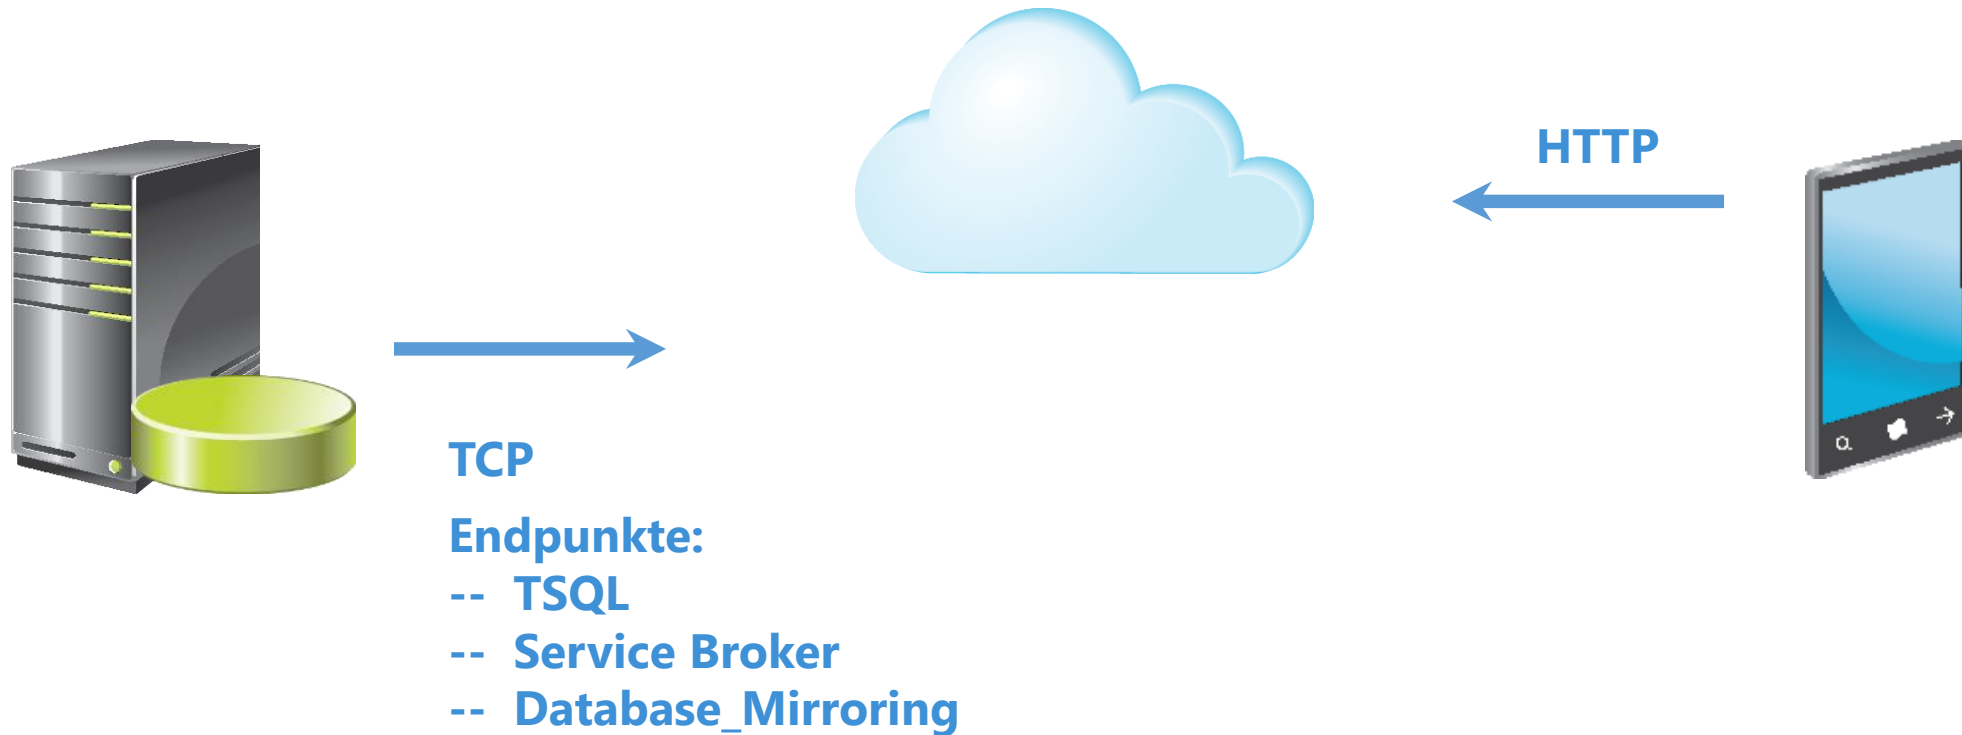 HTTP
TCP
Endpunkte:
-- TSQL
-- Service Broker
-- Database_Mirroring